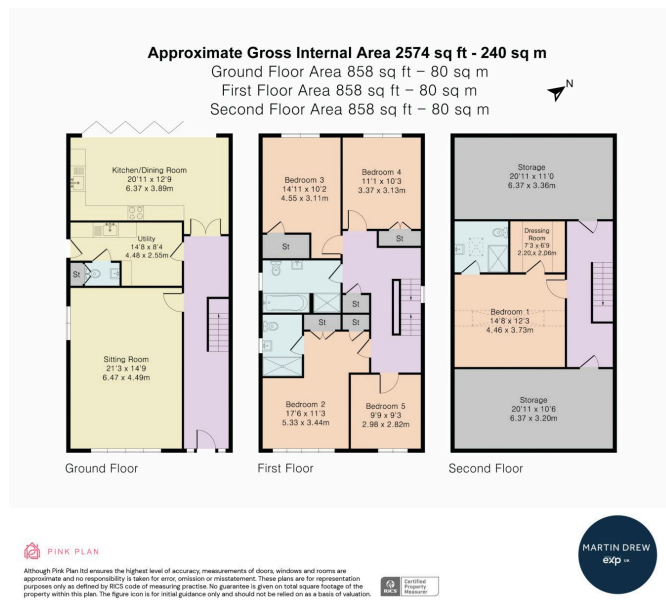 Approximate Gross Internal Area 2574 sq ft - 240 sq m
Ground Floor Area 858 sq ft – 80 sq m
First Floor Area 858 sq ft – 80 sq m
Second Floor Area 858 sq ft – 80 sq m
N
Kitchen/Dining Room
20'11 x 12'9
6.37 x 3.89m
Utility
14'8 x 8'4
4.48 x 2.55m
St
Sitting Room
21'3 x 14'9
6.47 x 4.49m
Ground Floor
Bedroom 3
14'11 x 10'2
4.55 x 3.11m
Bedroom 4
11'1 x 10'3
3.37 x 3.13m
St
St
St
St
St
Bedroom 2
17'6 x 11'3
5.33 x 3.44m
Bedroom 5
9'9 x 9'3
2.98 x 2.82m
First Floor
Storage
20'11 x 11'0
6.37 x 3.36m
Dressing
Room
7'3 x 6'9
2.20 x 2.06m
Bedroom 1
14'8 x 12'3
4.46 x 3.73m
Storage
20'11 x 10'6
6.37 x 3.20m
Second Floor
PINK PLAN
Although Pink Plan ltd ensures the highest level of accuracy, measurements of doors, windows and rooms are
approximate and no responsibility is taken for error, omission or misstatement. These plans are for representation
purposes only as defined by RICS code of measuring practise. No guarantee is given on total square footage of the
property within this plan. The figure icon is for initial guidance only and should not be relied on as a basis of valuation.
RICS
Certified
Property
Measurer
MARTIN DREW
exp UK